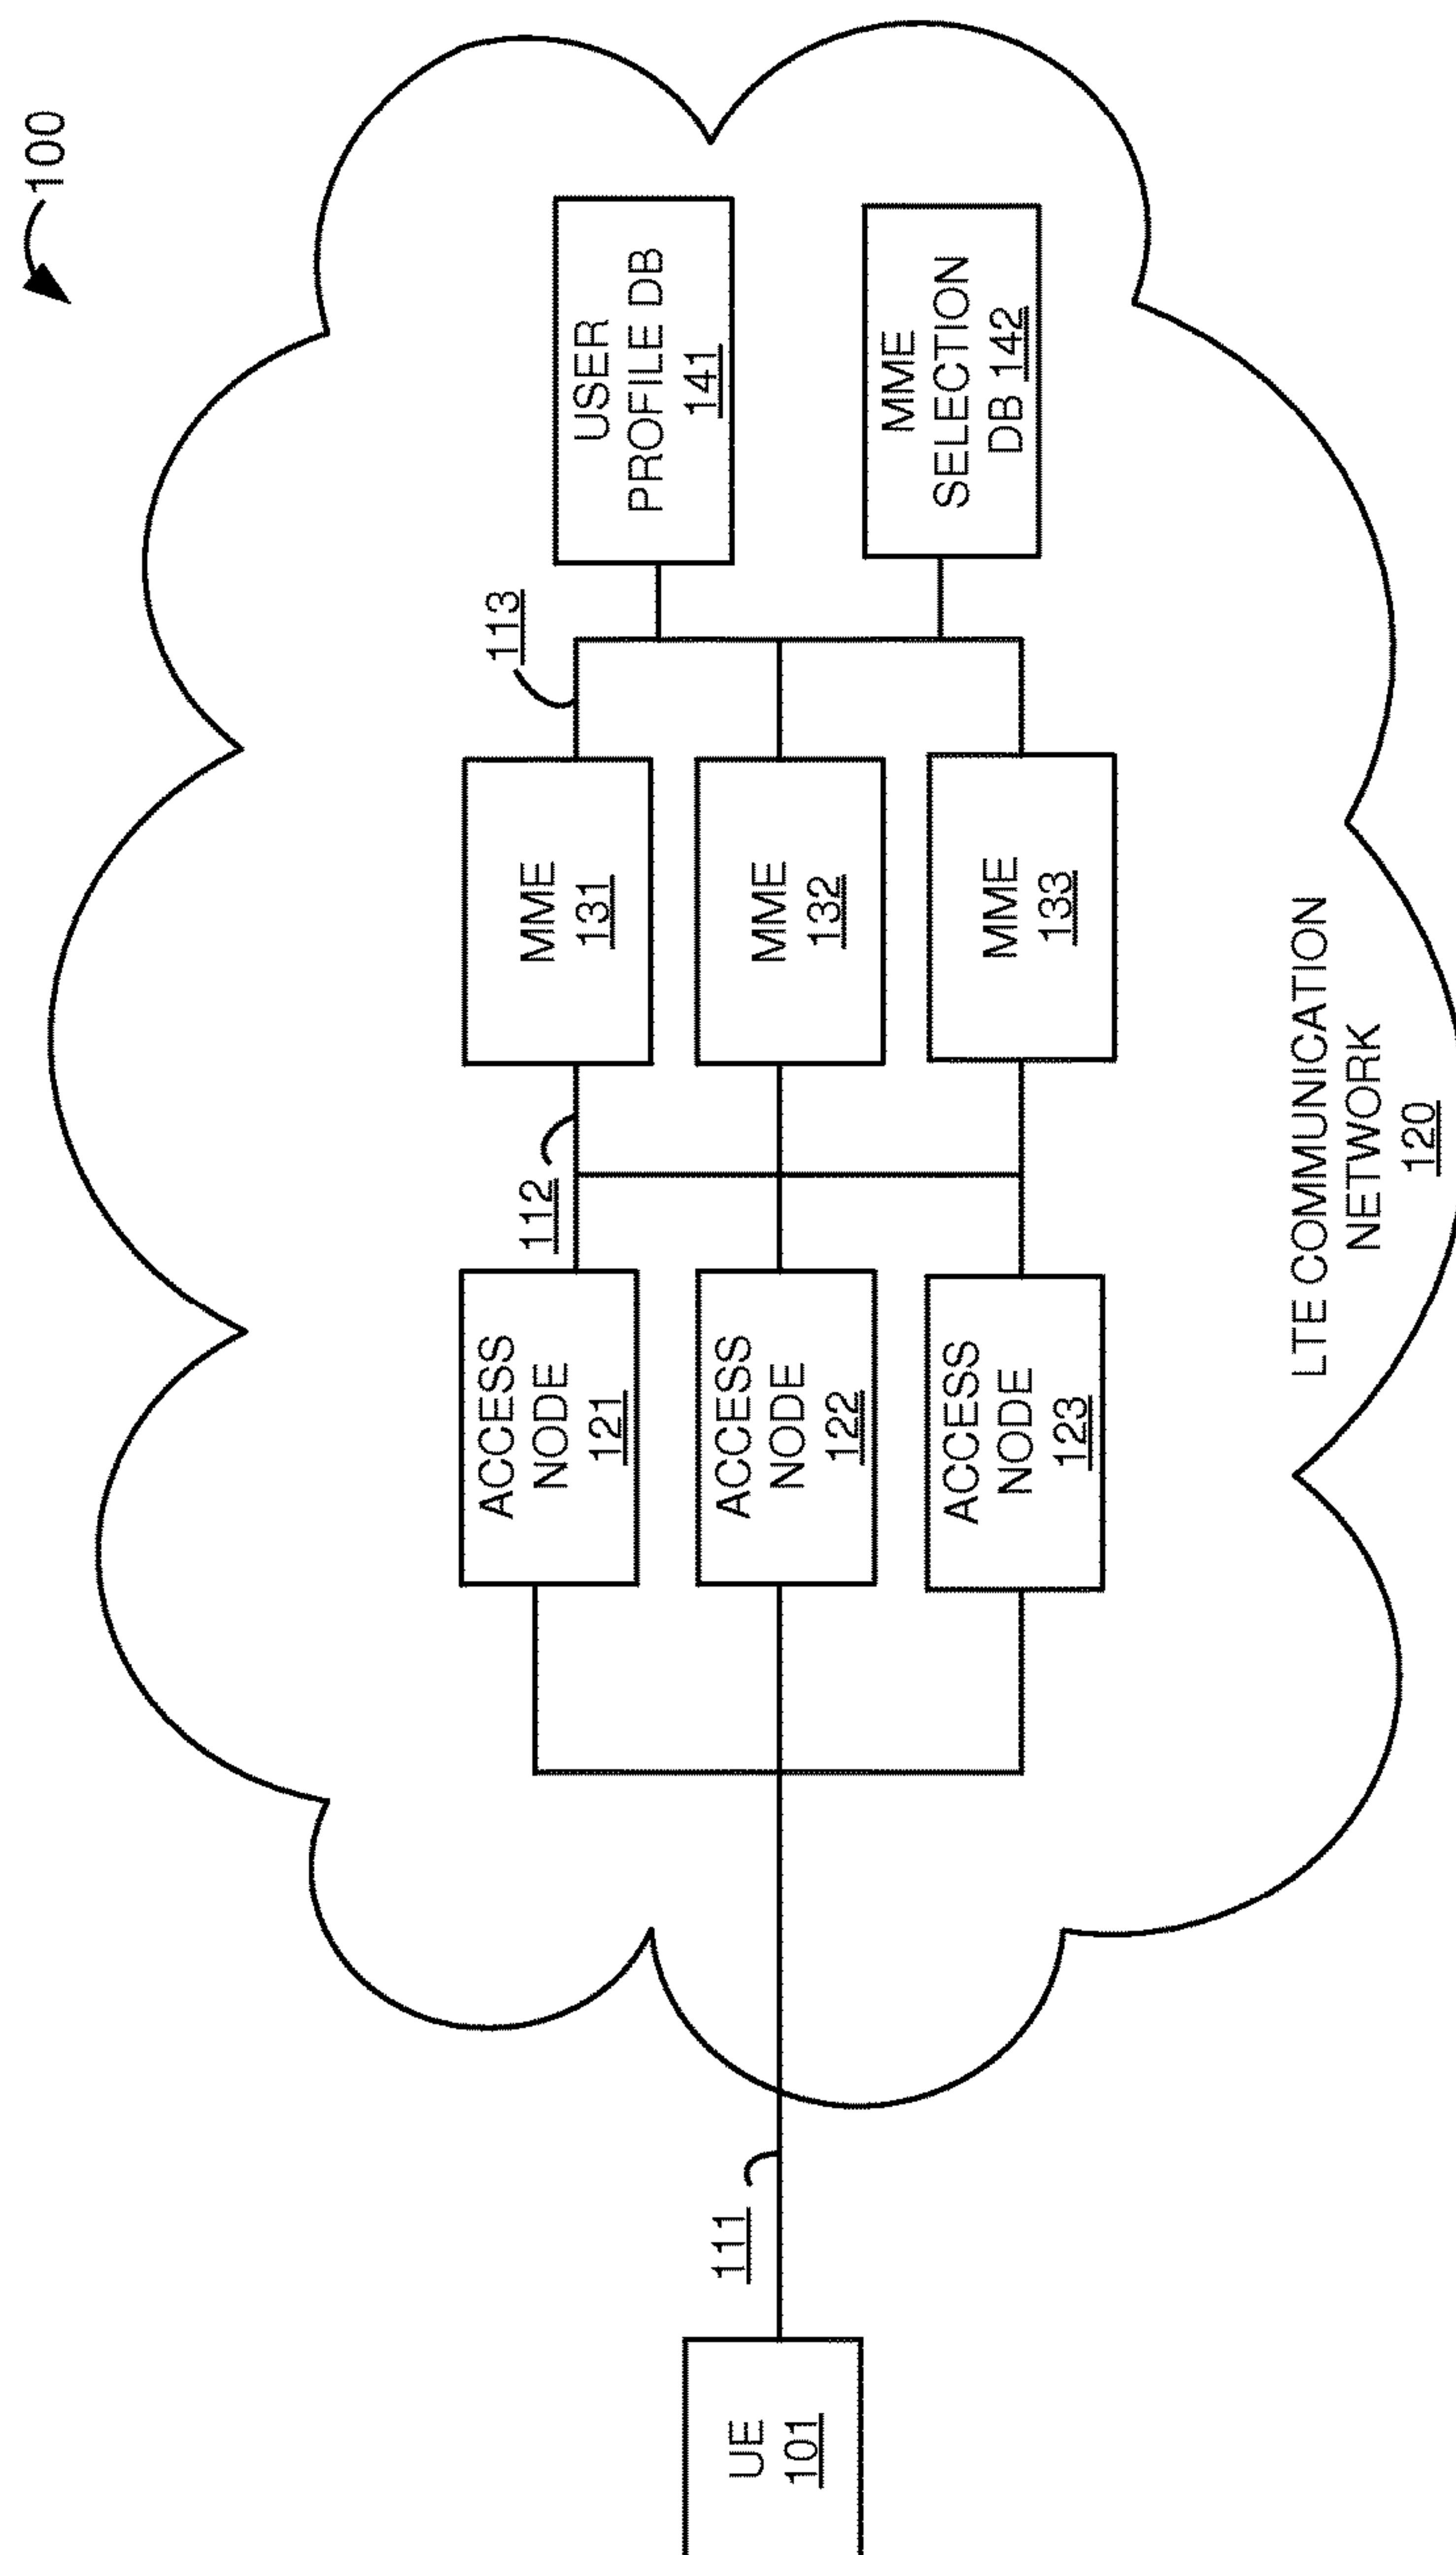 100
USER
PROFILE DB
141
MME
SELECTION
DB 142
113
MME
131
MME
132
MME
133
112
ACCESS
NODE
121
ACCESS
NODE
122
ACCESS
NODE
123
LTE COMMUNICATION
NETWORK
120
111
UE
101